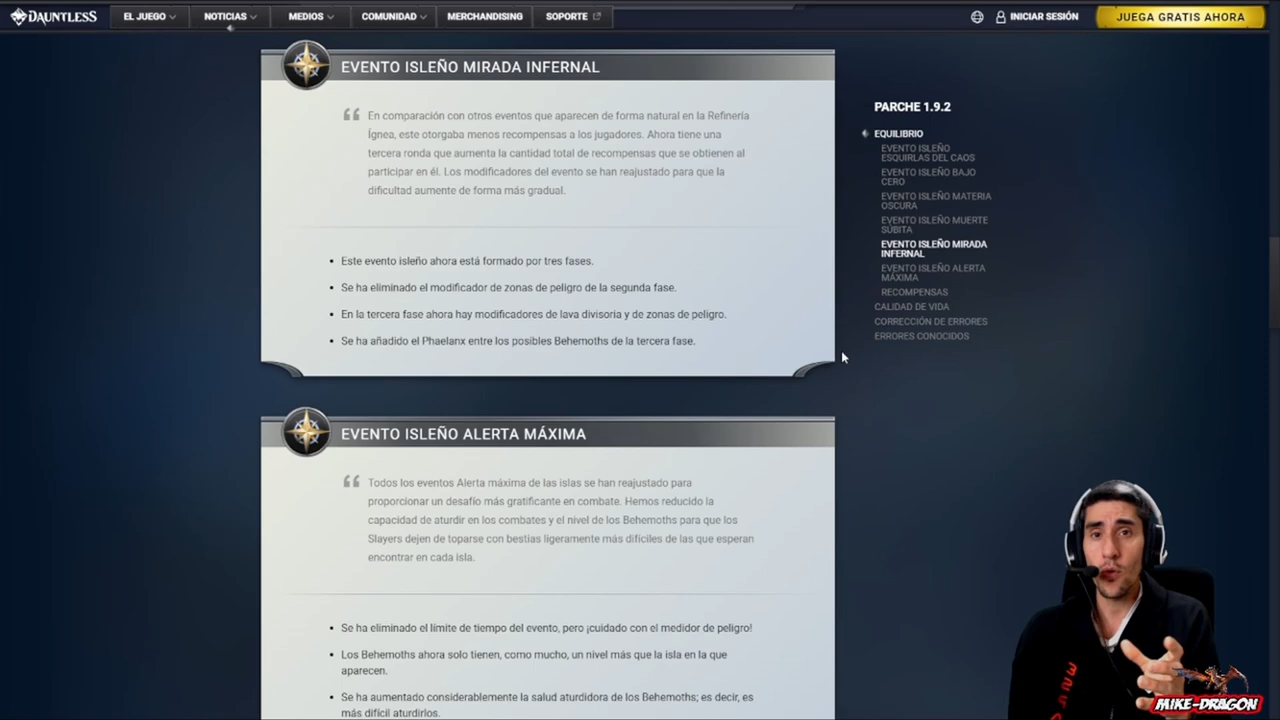 DAUNTLESS
EL JUEGO
NOTICIAS
MEDIOS
COMUNIDAD
MERCHANDISING
SOPORTE
INICIAR SESIÓN
JUEGA GRATIS AHORA
EVENTO ISLEÑO MIRADA INFERNAL
En comparación con otros eventos que aparecen de forma natural en la Refinería
Ígnea, este otorgaba menos recompensas a los jugadores. Ahora tiene una
tercera ronda que aumenta la cantidad total de recompensas que se obtienen al
participar en él. Los modificadores del evento se han reajustado para que la
dificultad aumente de forma más gradual.
• Este evento isleño ahora está formado por tres fases.
• Se ha eliminado el modificador de zonas de peligro de la segunda fase.
• En la tercera fase ahora hay modificadores de lava divisoria y de zonas de peligro.
• Se ha añadido el Phaelanx entre los posibles Behemoths de la tercera fase.
EVENTO ISLEÑO ALERTA MÁXIMA
Todos los eventos Alerta máxima de las islas se han reajustado para
proporcionar un desafío más gratificante en combate. Hemos reducido la
capacidad de aturdir en los combates y el nivel de los Behemoths para que los
Slayers dejen de toparse con bestias ligeramente más difíciles de las que esperan
encontrar en cada isla.
• Se ha eliminado el límite de tiempo del evento, pero ¡cuidado con el medidor de peligro!
• Los Behemoths ahora solo tienen, como mucho, un nivel más que la isla en la que
aparecen.
• Se ha aumentado considerablemente la salud aturdidora de los Behemoths; es decir, es
más difícil aturdirlos.
PARCHE 1.9.2
EQUILIBRIO
EVENTO ISLEÑO
ESQUIRLAS DEL CAOS
EVENTO ISLEÑO BAJO
CERO
EVENTO ISLEÑO MATERIA
OSCURA
EVENTO ISLEÑO MUERTE
SÚBITA
EVENTO ISLEÑO MIRADA
INFERNAL
EVENTO ISLEÑO ALERTA
MÁXIMA
RECOMPENSAS
CALIDAD DE VIDA
CORRECCIÓN DE ERRORES
ERRORES CONOCIDOS
MIKE-DRAGON